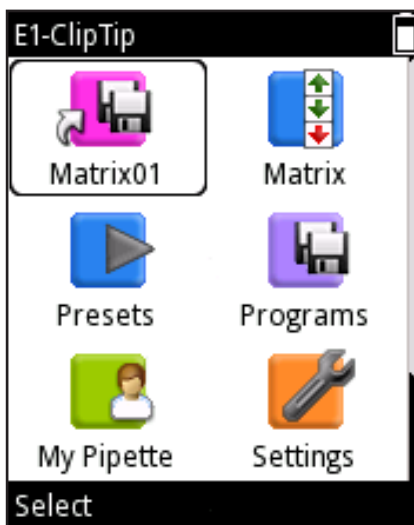 E1-ClipTip
Matrix01 Matrix
Presets Programs
My Pipette Settings
Select